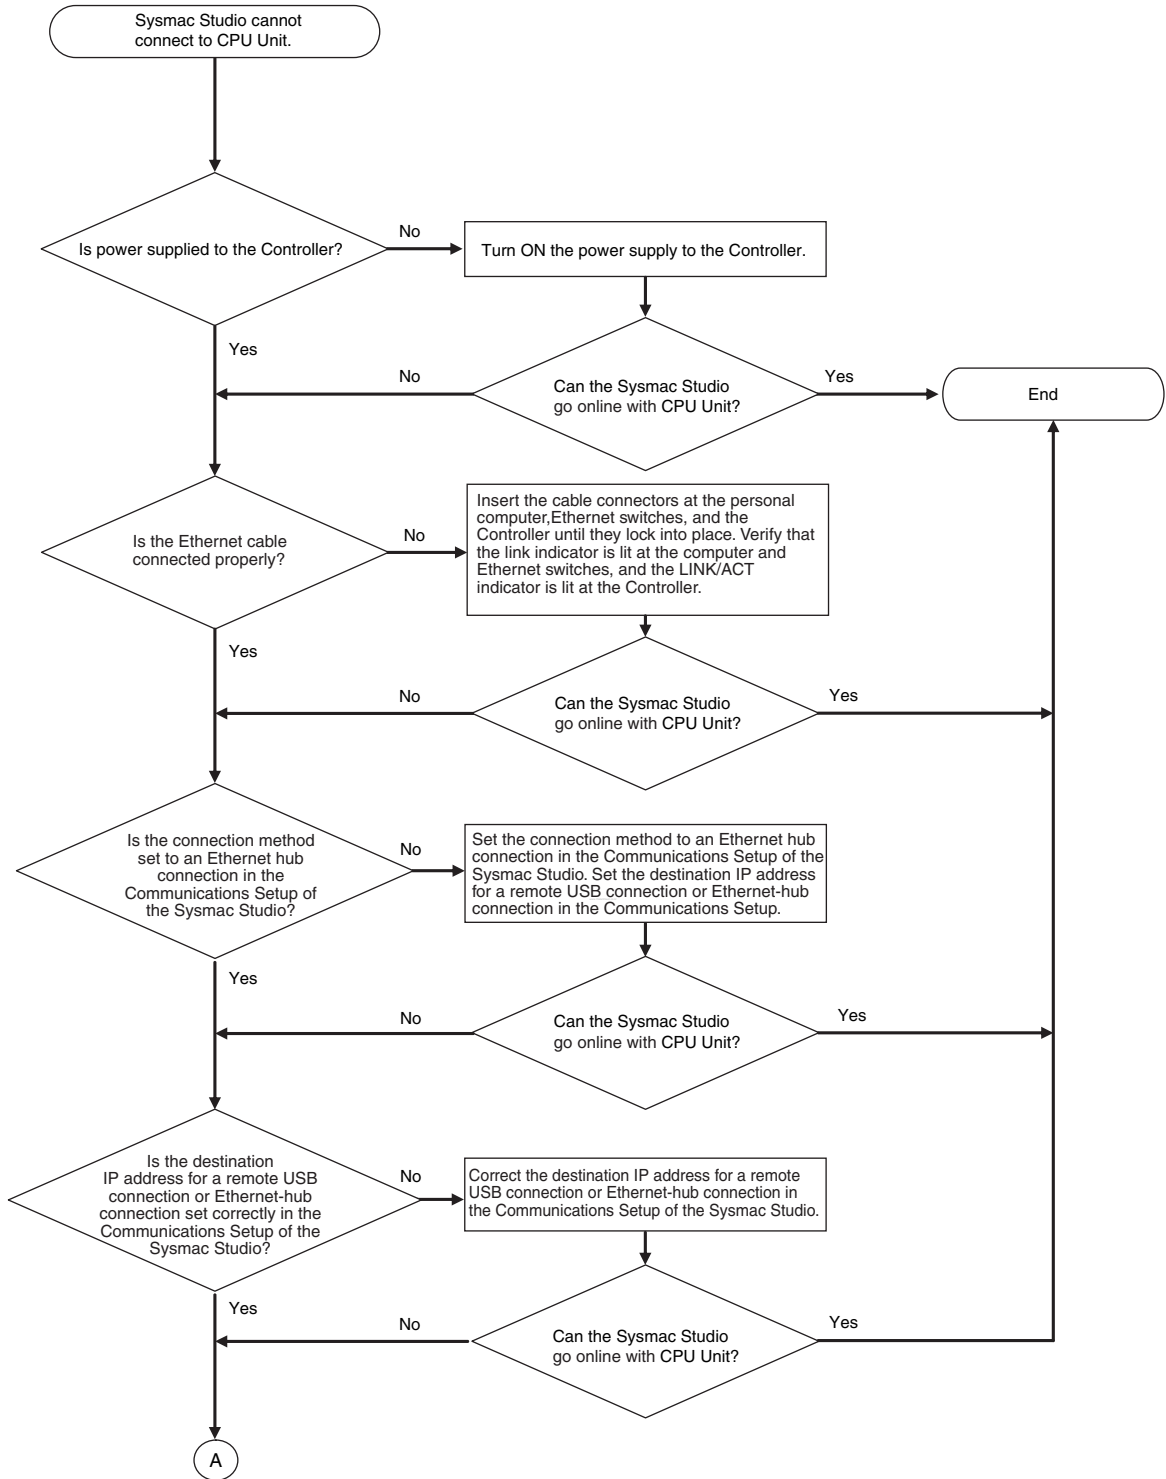 Sysmac Studio cannot
connect to CPU Unit.
Is power supplied to the Controller?
No
Turn ON the power supply to the Controller.
Yes
No
Can the Sysmac Studio
go online with CPU Unit?
Yes
End
Is the Ethernet cable
connected properly?
No
Insert the cable connectors at the personal
computer,Ethernet switches, and the
Controller until they lock into place. Verify that
the link indicator is lit at the computer and
Ethernet switches, and the LINK/ACT
indicator is lit at the Controller.
Yes
No
Can the Sysmac Studio
go online with CPU Unit?
Yes
Is the connection method
set to an Ethernet hub
connection in the
Communications Setup of
the Sysmac Studio?
No
Set the connection method to an Ethernet hub
connection in the Communications Setup of the
Sysmac Studio. Set the destination IP address
for a remote USB connection or Ethernet-hub
connection in the Communications Setup.
Yes
No
Can the Sysmac Studio
go online with CPU Unit?
Yes
Is the destination
IP address for a remote USB
connection or Ethernet-hub
connection set correctly in the
Communications Setup of the
Sysmac Studio?
No
Correct the destination IP address for a remote
USB connection or Ethernet-hub connection in
the Communications Setup of the Sysmac Studio.
Yes
No
Can the Sysmac Studio
go online with CPU Unit?
Yes
A